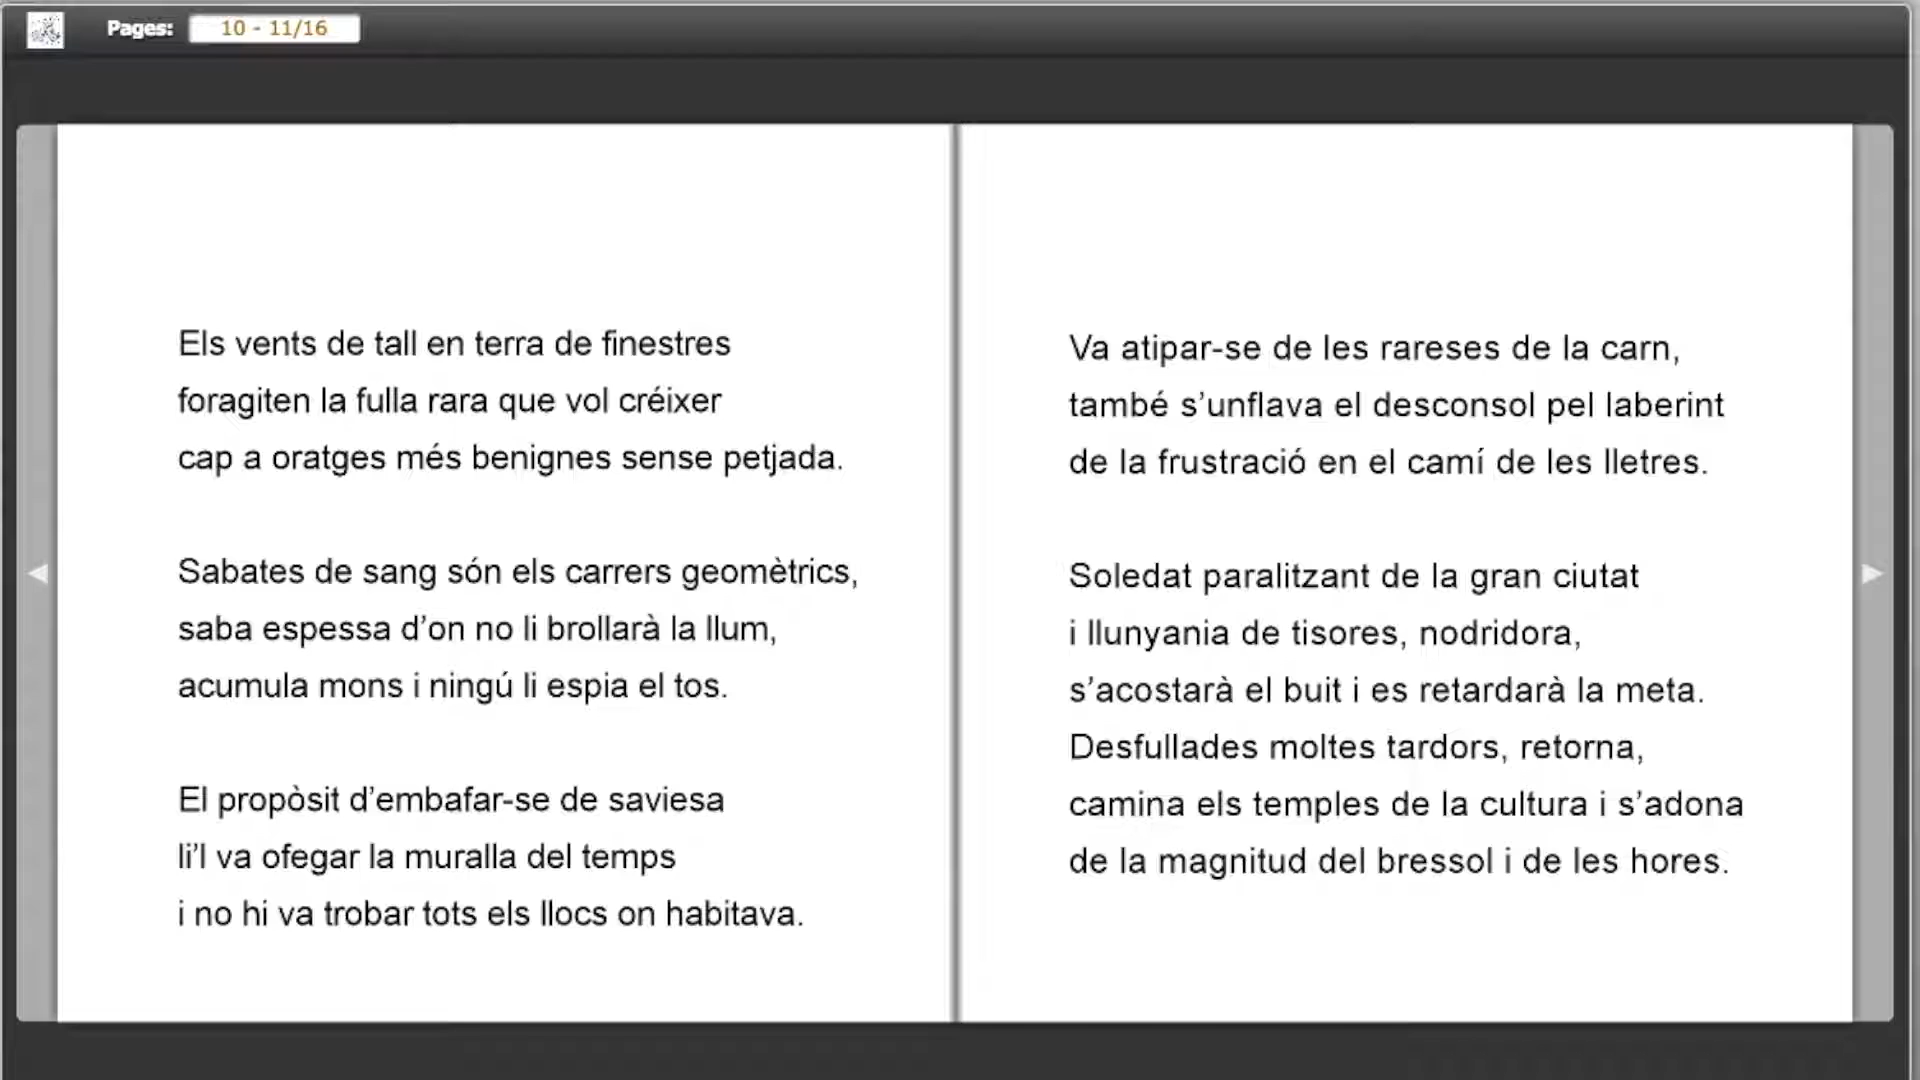 Pages: 10 - 11/16
Els vents de tall en terra de finestres
foragiten la fulla rara que vol créixer
cap a oratges més benignes sense petjada.
Sabates de sang són els carrers geomètrics,
saba espessa d’on no li brollarà la llum,
acumula mons i ningú li espia el tos.
El propòsit d’embafar-se de saviesa
li’l va ofegar la muralla del temps
i no hi va trobar tots els llocs on habitava.
Va atipar-se de les rareses de la carn,
també s’unflava el desconsol pel laberint
de la frustració en el camí de les lletres.
Soledat paralitzant de la gran ciutat
i llunyania de tisores, nodridora,
s’acostarà el buit i es retardarà la meta.
Desfullades moltes tardors, retorna,
camina els temples de la cultura i s’adona
de la magnitud del bressol i de les hores.